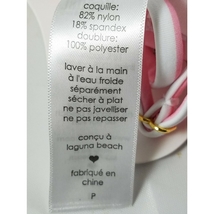 coquille:
82% nylon
18% spandex
doublure:
100% polyester
laver à la main
à l'eau froide
séparément
sécher à plat
ne pas javelliser
ne pas repasser
conçu à
laguna beach
fabriqué en
chine
P